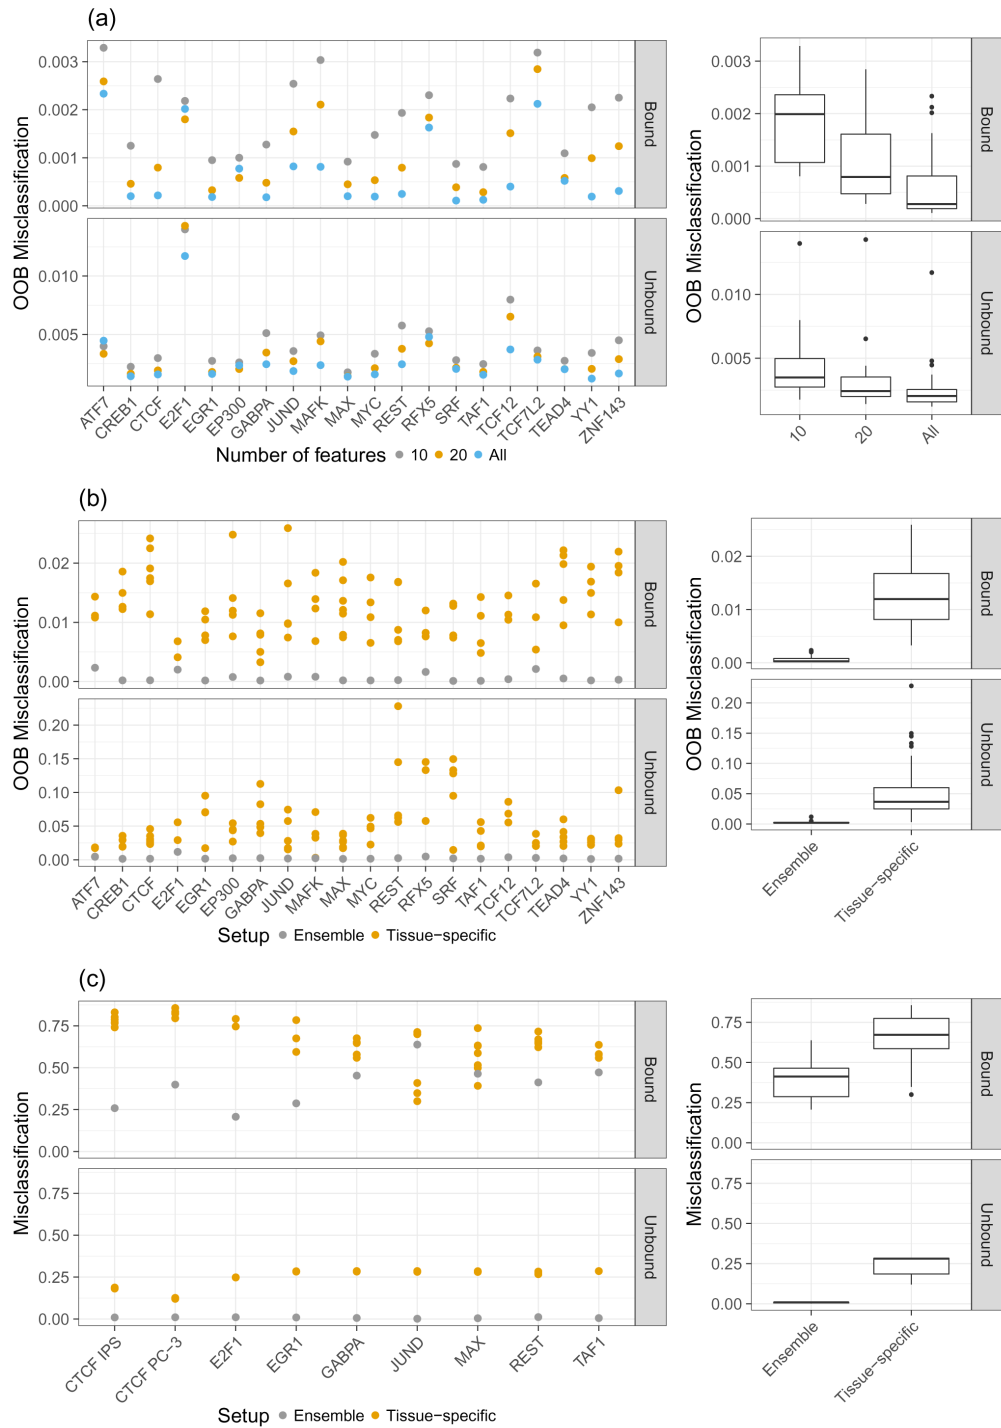 (a)
OOB Misclassification
0.003
0.002
0.001
0.000
Bound
0.010
0.005
Unbound
ATF7
CREB1
CTCF
E2F1
EGR1
EP300
GABPA
JUND
MAFK
MAX
MYC
REST
RFX5
SRF
TAF1
TCF12
TCF7L2
TEAD4
YY1
ZNF143
Number of features 10 20 All
OOB Misclassification
0.003
0.002
0.001
0.000
Bound
0.010
0.005
Unbound
10
20
All
(b)
OOB Misclassification
0.02
0.01
0.00
Bound
OOB Misclassification
0.20
0.15
0.10
0.05
0.00
Unbound
ATF7
CREB1
CTCF
E2F1
EGR1
EP300
GABPA
JUND
MAFK
MAX
MYC
REST
RFX5
SRF
TAF1
TCF12
TCF7L2
TEAD4
YY1
ZNF143
Setup Ensemble Tissue−specific
OOB Misclassification
0.02
0.01
0.00
Bound
0.20
0.15
0.10
0.05
0.00
Unbound
Ensemble
Tissue−specific
(c)
Misclassification
0.75
0.50
0.25
0.00
Bound
0.75
0.50
0.25
0.00
Unbound
CTCF IPS
CTCF PC−3
E2F1
EGR1
GABPA
JUND
MAX
REST
TAF1
Setup Ensemble Tissue−specific
Misclassification
0.75
0.50
0.25
0.00
Bound
0.75
0.50
0.25
0.00
Unbound
Ensemble
Tissue−specific